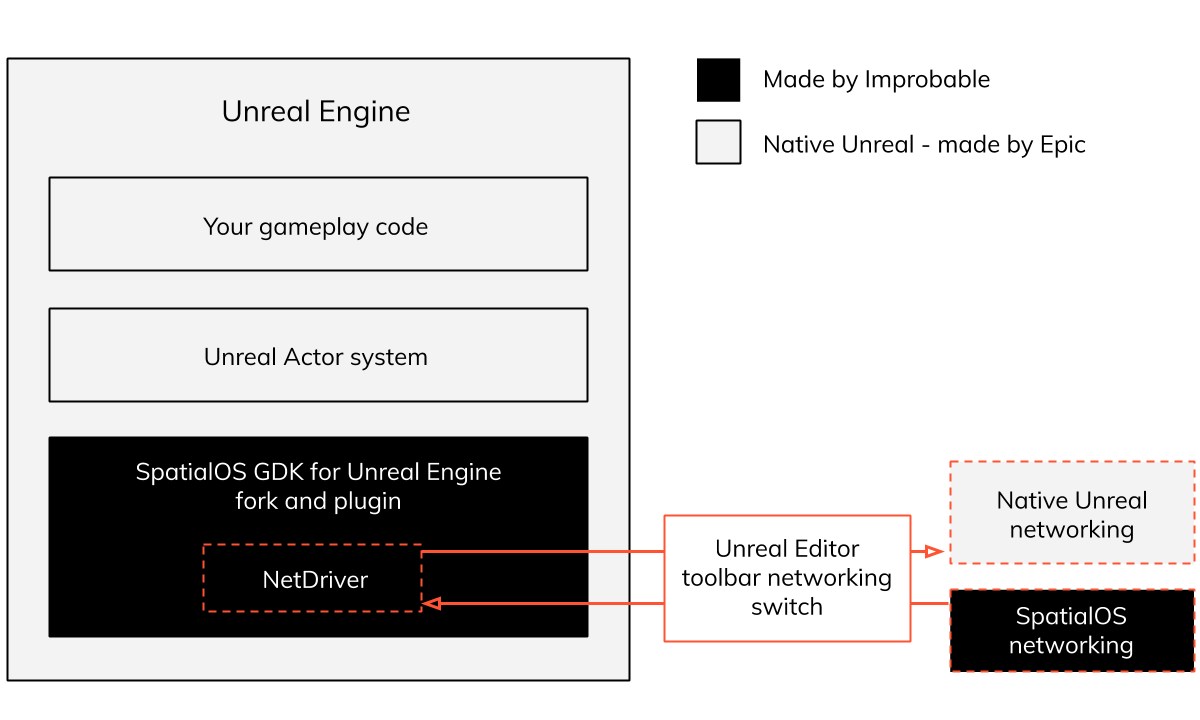 Unreal Engine
Your gameplay code
Unreal Actor system
SpatialOS GDK for Unreal Engine
fork and plugin
NetDriver
Made by Improbable
Native Unreal - made by Epic
Unreal Editor
toolbar networking
switch
Native Unreal
networking
SpatialOS
networking